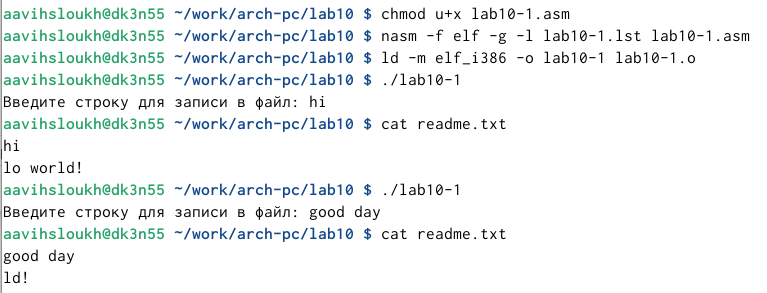 aavihsloukh@dk3n55 ~/work/arch-pc/lab10 $ chmod u+x lab10-1.asm
aavihsloukh@dk3n55 ~/work/arch-pc/lab10 $ nasm -f elf -g -l lab10-1.lst lab10-1.asm
aavihsloukh@dk3n55 ~/work/arch-pc/lab10 $ ld -m elf_i386 -o lab10-1 lab10-1.o
aavihsloukh@dk3n55 ~/work/arch-pc/lab10 $ ./lab10-1
Введите строку для записи в файл: hi
aavihsloukh@dk3n55 ~/work/arch-pc/lab10 $ cat readme.txt
hi
lo world!
aavihsloukh@dk3n55 ~/work/arch-pc/lab10 $ ./lab10-1
Введите строку для записи в файл: good day
aavihsloukh@dk3n55 ~/work/arch-pc/lab10 $ cat readme.txt
good day
ld!